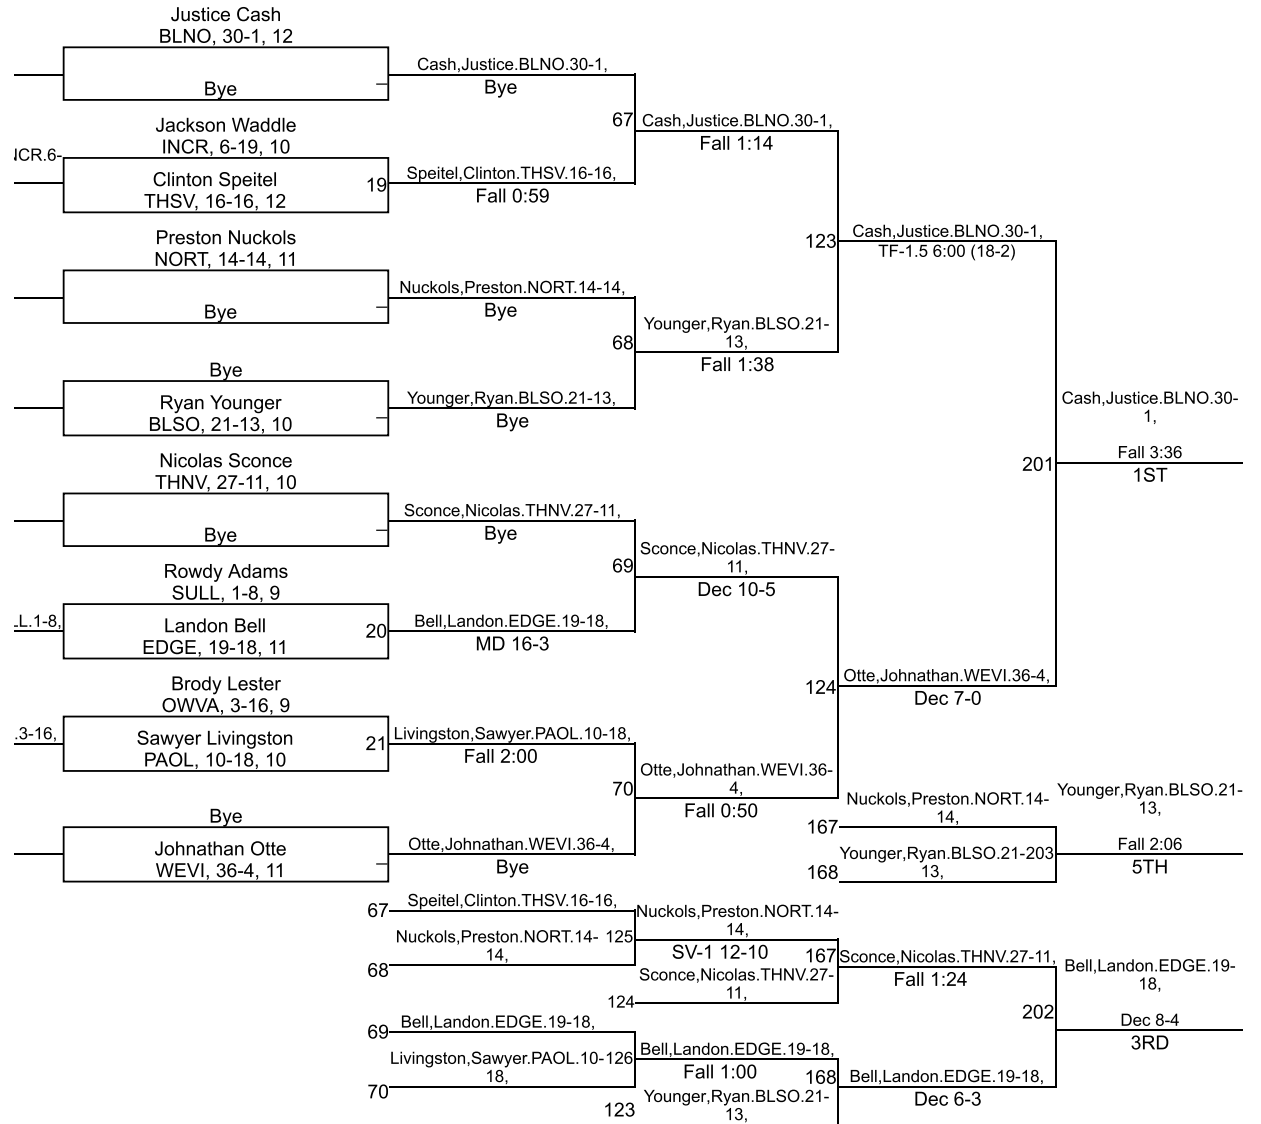 Justice Cash
BLNO, 30-1, 12
Bye
Cash,Justice.BLNO.30-1,
Bye
67
Cash,Justice.BLNO.30-1,
Fall 1:14
Jackson Waddle
INCR, 6-19, 10
Clinton Speitel
THSV, 16-16, 12
19
Speitel,Clinton.THSV.16-16,
Fall 0:59
Preston Nuckols
NORT, 14-14, 11
Bye
Nuckols,Preston.NORT.14-14,
Bye
123
Cash,Justice.BLNO.30-1,
TF-1.5 6:00 (18-2)
68
Younger,Ryan.BLSO.21-
13,
Fall 1:38
Bye
Ryan Younger
BLSO, 21-13, 10
Younger,Ryan.BLSO.21-13,
Bye
201
Cash,Justice.BLNO.30-
1,
Fall 3:36
1ST
Nicolas Sconce
THNV, 27-11, 10
Bye
Sconce,Nicolas.THNV.27-11,
Bye
69
Sconce,Nicolas.THNV.27-
11,
Dec 10-5
Rowdy Adams
SULL, 1-8, 9
LL.1-8,
Landon Bell
EDGE, 19-18, 11
20
Bell,Landon.EDGE.19-18,
MD 16-3
124
Otte,Johnathan.WEVI.36-4,
Dec 7-0
Brody Lester
OWVA, 3-16, 9
.3-16,
Sawyer Livingston
PAOL, 10-18, 10
21
Livingston,Sawyer.PAOL.10-18,
Fall 2:00
70
Otte,Johnathan.WEVI.36-
4,
Fall 0:50
Bye
Johnathan Otte
WEVI, 36-4, 11
Otte,Johnathan.WEVI.36-4,
Bye
167
Nuckols,Preston.NORT.14-
14,
168
Younger,Ryan.BLSO.21-203
13,
Younger,Ryan.BLSO.21-
13,
Fall 2:06
5TH
67
Speitel,Clinton.THSV.16-16,
68
Nuckols,Preston.NORT.14-
14,
125
Nuckols,Preston.NORT.14-
14,
SV-1 12-10
124
Sconce,Nicolas.THNV.27-
11,
167
Sconce,Nicolas.THNV.27-11,
Fall 1:24
69
Bell,Landon.EDGE.19-18,
70
Livingston,Sawyer.PAOL.10-126
18,
Bell,Landon.EDGE.19-18,
Fall 1:00
123
Younger,Ryan.BLSO.21-
13,
168
Bell,Landon.EDGE.19-18,
Dec 6-3
202
Bell,Landon.EDGE.19-
18,
Dec 8-4
3RD